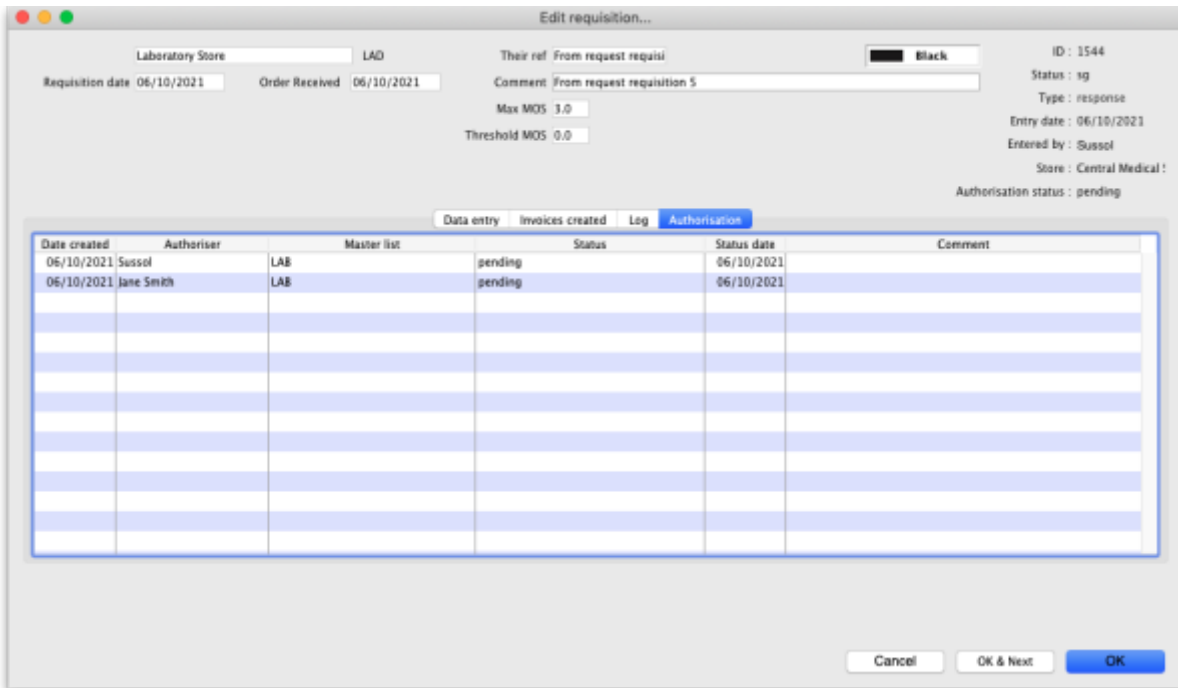 Edit requisition...
Laboratory Store LAD Their ref From request requisi Black ID : 1544
Requisition date 06/10/2021 Order Received 06/10/2021 Comment From request requisition 5 Status : sg
Max MOS 3.0 Type : response
Threshold MOS 0.0 Entry date : 06/10/2021
Entered by : Sussol
Store : Central Medical S
Authorisation status : pending
Data entry Invoices created Log Authorisation
Date created Authoriser Master list Status Status date Comment
06/10/2021 Sussol LAB pending 06/10/2021
06/10/2021 Jane Smith LAB pending 06/10/2021
Cancel OK & Next OK